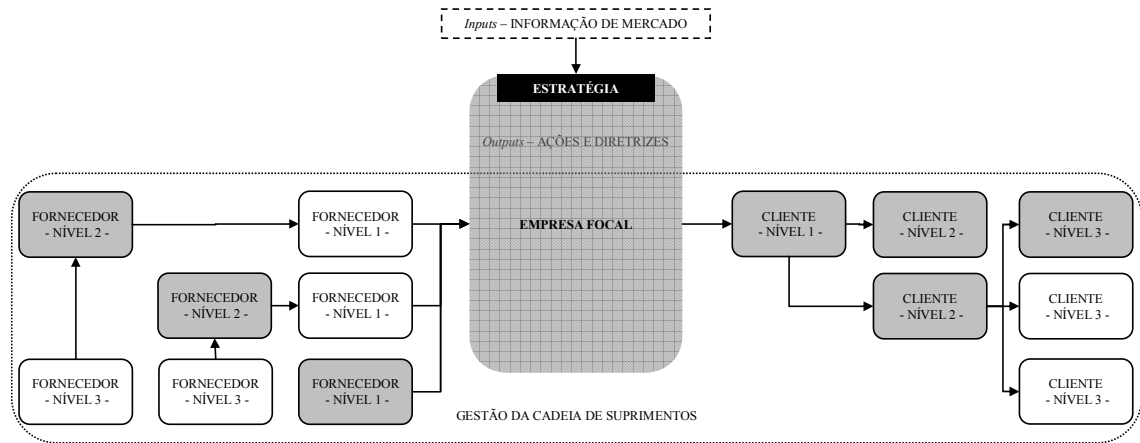 Inputs – INFORMAÇÃO DE MERCADO
ESTRATÉGIA
Outputs – AÇÕES E DIRETRIZES
FORNECEDOR
- NÍVEL 2 -
FORNECEDOR
- NÍVEL 1 -
EMPRESA FOCAL
CLIENTE
- NÍVEL 1 -
CLIENTE
- NÍVEL 2 -
CLIENTE
- NÍVEL 3 -
FORNECEDOR
- NÍVEL 2 -
FORNECEDOR
- NÍVEL 1 -
CLIENTE
- NÍVEL 2 -
CLIENTE
- NÍVEL 3 -
FORNECEDOR
- NÍVEL 3 -
FORNECEDOR
- NÍVEL 3 -
FORNECEDOR
- NÍVEL 1 -
CLIENTE
- NÍVEL 3 -
GESTÃO DA CADEIA DE SUPRIMENTOS